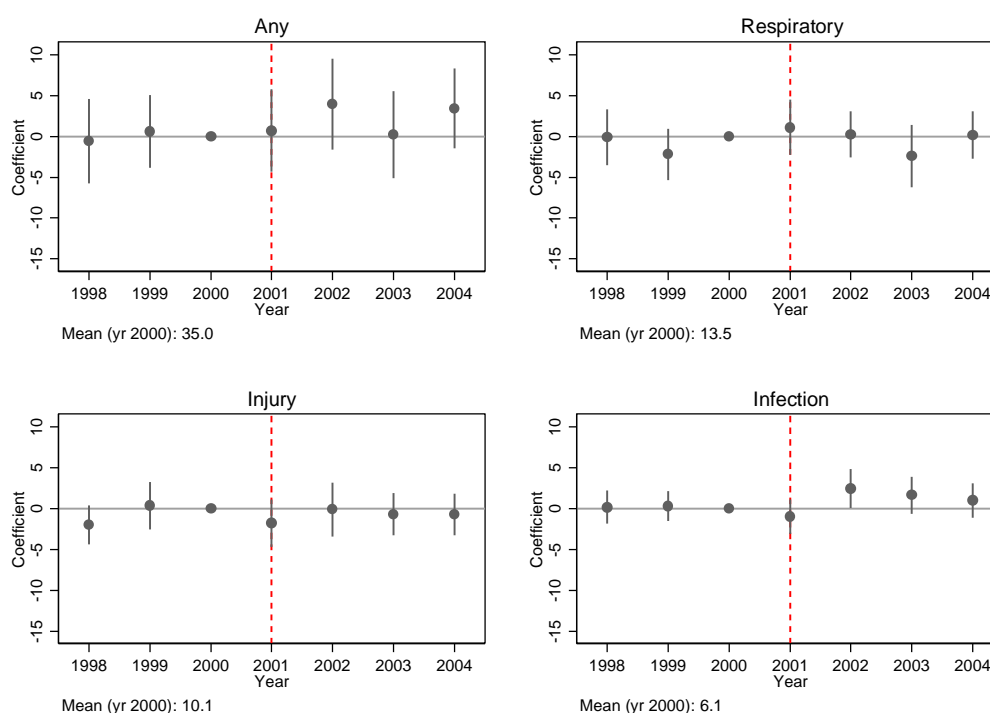 Any
10
5
0
-5
-10
-15
Coefficient
1998 1999 2000 2001 2002 2003 2004
Year
Mean (yr 2000): 35.0
Respiratory
10
5
0
-5
-10
-15
Coefficient
1998 1999 2000 2001 2002 2003 2004
Year
Mean (yr 2000): 13.5
Injury
10
5
0
-5
-10
-15
Coefficient
1998 1999 2000 2001 2002 2003 2004
Year
Mean (yr 2000): 10.1
Infection
10
5
0
-5
-10
-15
Coefficient
1998 1999 2000 2001 2002 2003 2004
Year
Mean (yr 2000): 6.1